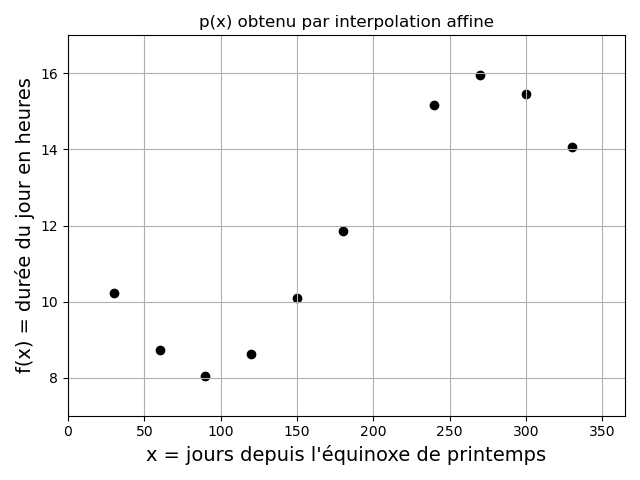 p(x) obtenu par interpolation affine
f(x) = durée du jour en heures
16
14
12
10
8
0 50 100 150 200 250 300 350
x = jours depuis l'équinoxe de printemps